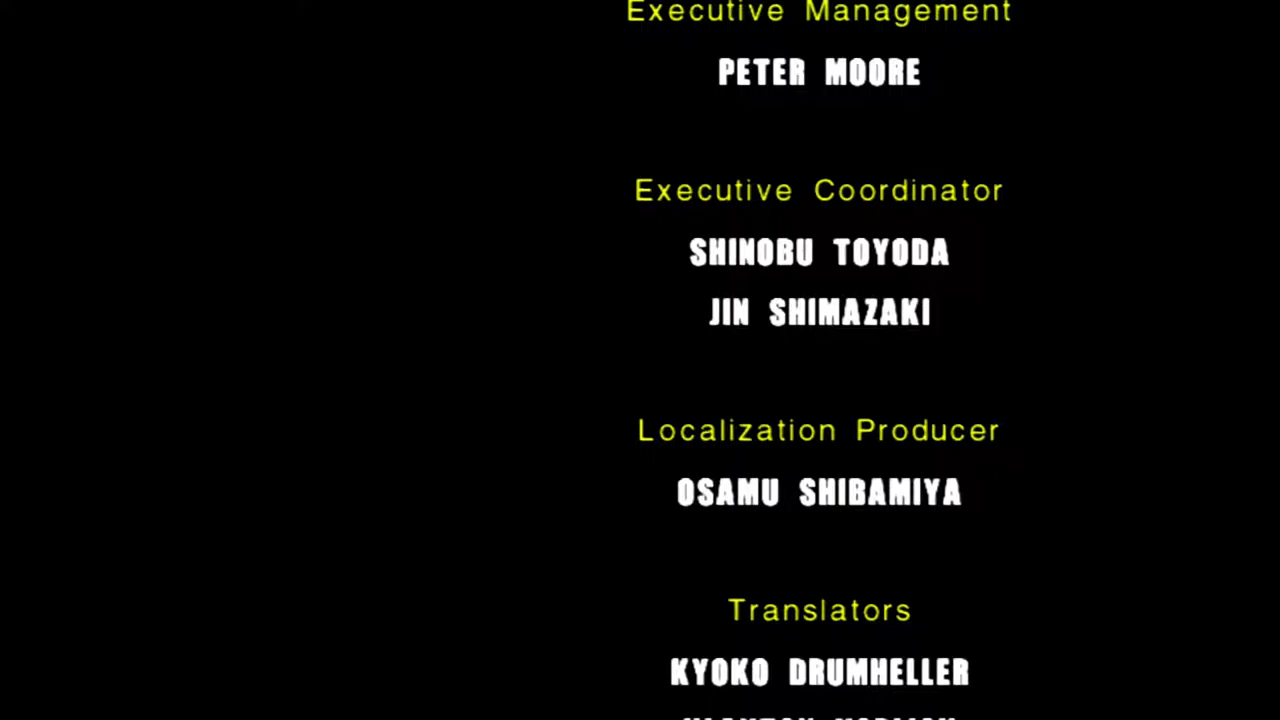 Executive Management
PETER MOORE
Executive Coordinator
SHINOBU TOYODA
JIN SHIMAZAKI
Localization Producer
OSAMU SHIBAMIYA
Translators
KYOKO DRUMHELLER